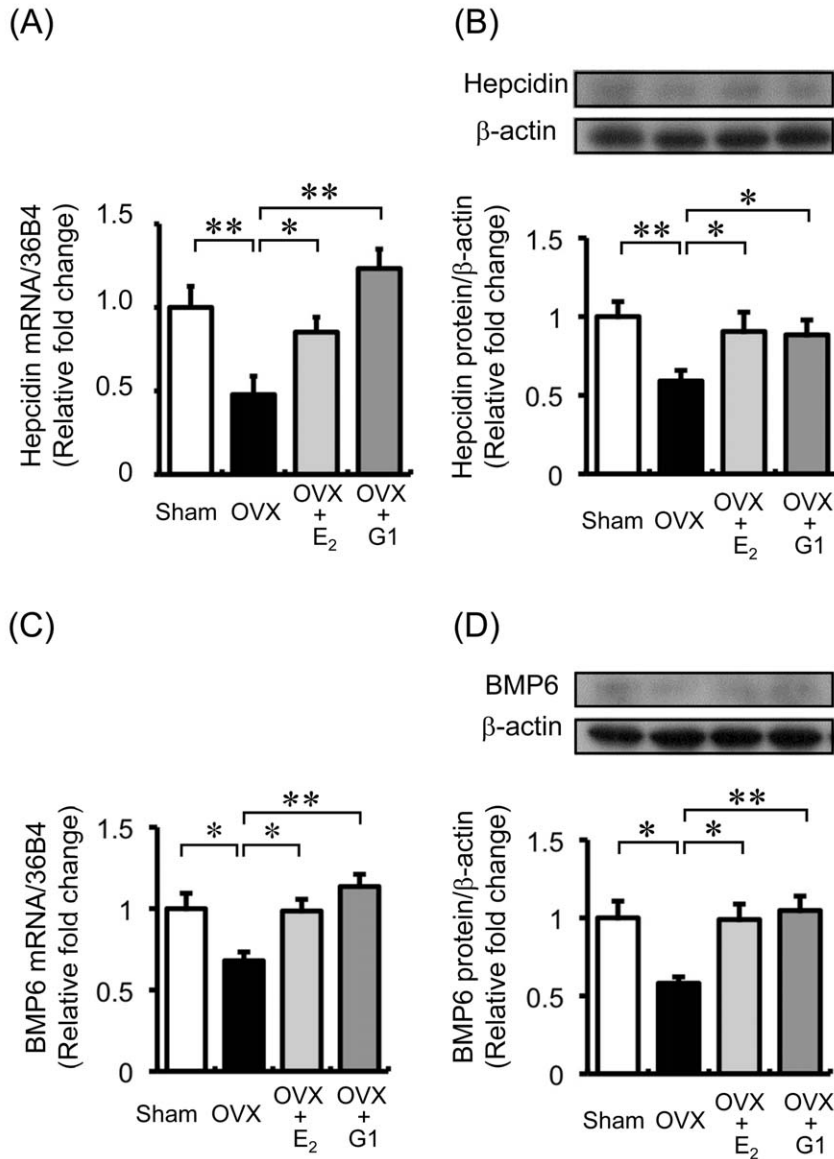 (A)
Hepcidin mRNA/36B4
(Relative fold change)
1.5
1.0
0.5
0
**
*
**
Sham
OVX
OVX
+
E2
OVX
+
G1
(B)
Hepcidin
β-actin
Hepcidin protein/β-actin
(Relative fold change)
1.5
1
0.5
0
**
*
*
Sham
OVX
OVX
+
E2
OVX
+
G1
(C)
BMP6 mRNA/36B4
(Relative fold change)
1.5
1
0.5
0
*
*
**
Sham
OVX
OVX
+
E2
OVX
+
G1
(D)
BMP6
β-actin
BMP6 protein/β-actin
(Relative fold change)
1.5
1
0.5
0
*
*
**
Sham
OVX
OVX
+
E2
OVX
+
G1